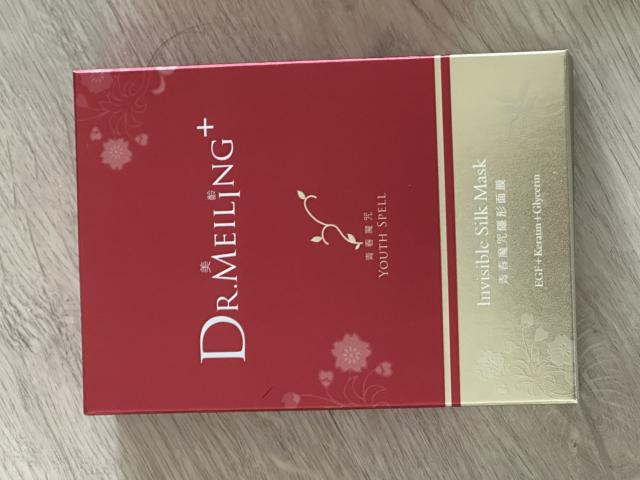 美 齡
DR.MEILING+
青春魔咒
YOUTH SPELL
Invisible Silk Mask
青春魔咒隱形面膜
EGF+Keratin+Glycerin